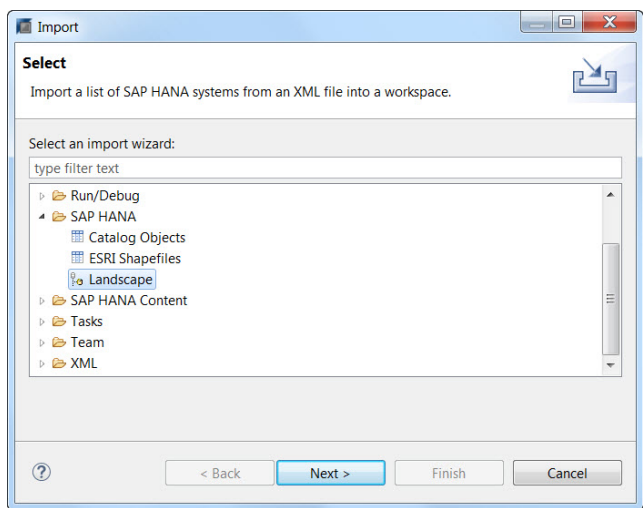 Import
Select
Import a list of SAP HANA systems from an XML file into a workspace.
Select an import wizard:
type filter text
Run/Debug
SAP HANA
Catalog Objects
ESRI Shapefiles
Landscape
SAP HANA Content
Tasks
Team
XML
? < Back Next > Finish Cancel